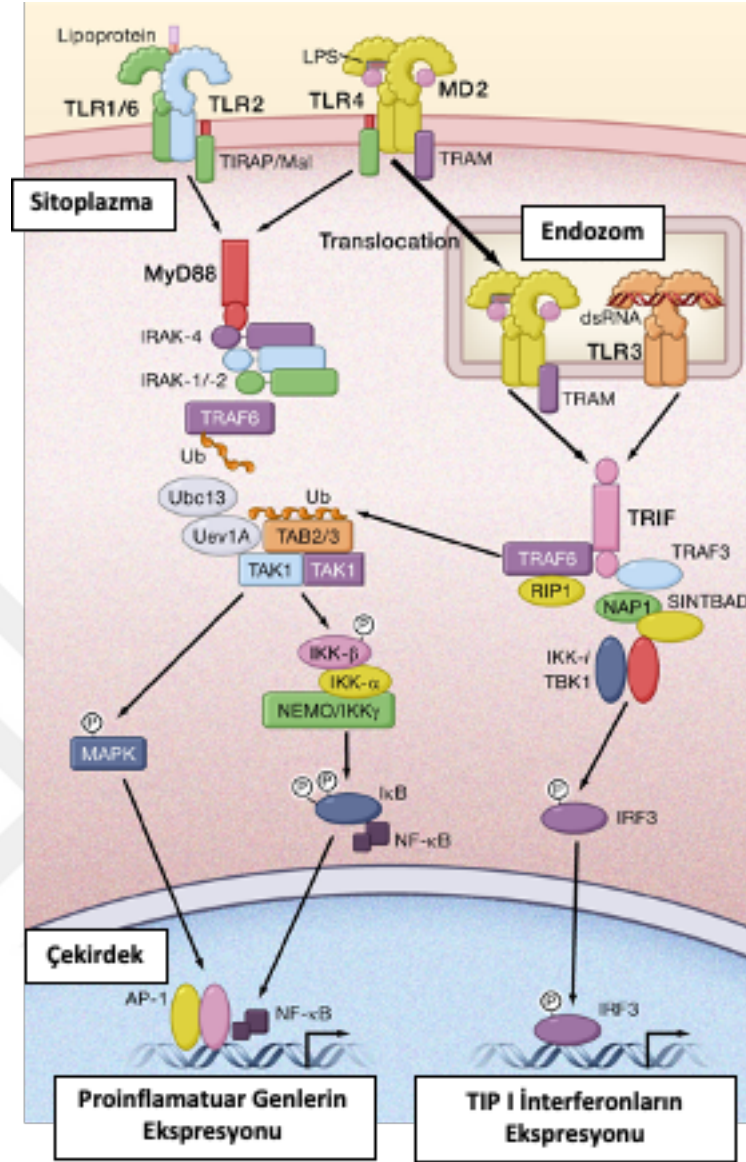 Lipoprotein
LPS
MD2
TLR1/6
TLR2
TLR4
TIRAP/Mal
TRAM
Sitoplazma
Translocation
Endozom
MyD88
dsRNA
TLR3
IRAK-4
IRAK-1/-2
TRAM
TRAF6
Ub
TRIF
Ubc13
Ub
Uev1A
TAB2/3
TRAF6
TRAF3
TAK1
TAK1
RIP1
NAP1
SINTBAD
P
IKK-β
IKK-i
TBK1
IKK-α
NEMO/IKKγ
P
MAPK
P
P
IκB
NF-κB
P
IRF3
Çekirdek
AP-1
NF-κB
P
IRF3
Proinflamatuar Genlerin
Ekspresyonu
TIP I İnterferonların
Ekspresyonu